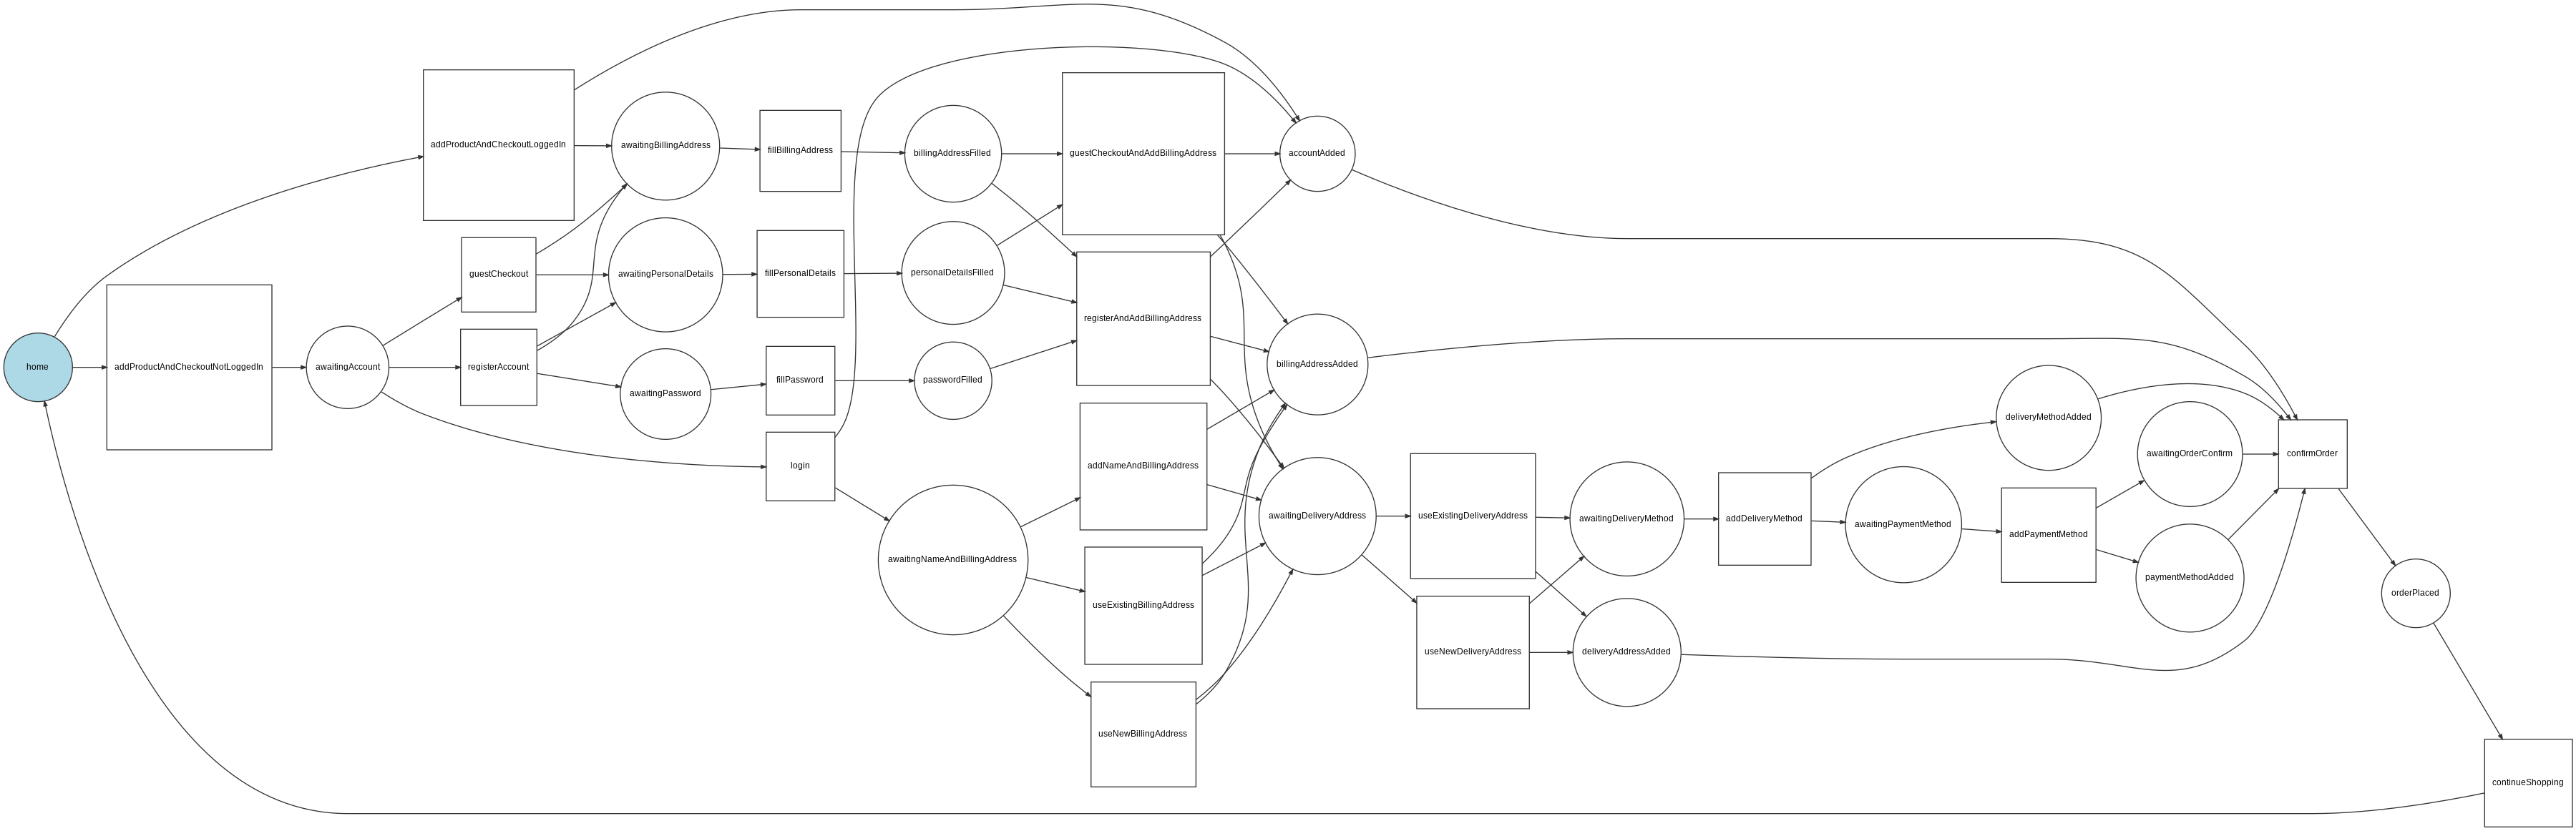 home
addProductAndCheckoutNotLoggedIn
awaitingAccount
addProductAndCheckoutLoggedIn
guestCheckout
registerAccount
awaitingBillingAddress
awaitingPersonalDetails
awaitingPassword
fillBillingAddress
fillPersonalDetails
fillPassword
login
billingAddressFilled
personalDetailsFilled
passwordFilled
awaitingNameAndBillingAddress
guestCheckoutAndAddBillingAddress
registerAndAddBillingAddress
addNameAndBillingAddress
useExistingBillingAddress
useNewBillingAddress
accountAdded
billingAddressAdded
awaitingDeliveryAddress
useExistingDeliveryAddress
useNewDeliveryAddress
awaitingDeliveryMethod
deliveryAddressAdded
addDeliveryMethod
awaitingPaymentMethod
deliveryMethodAdded
addPaymentMethod
awaitingOrderConfirm
paymentMethodAdded
confirmOrder
orderPlaced
continueShopping